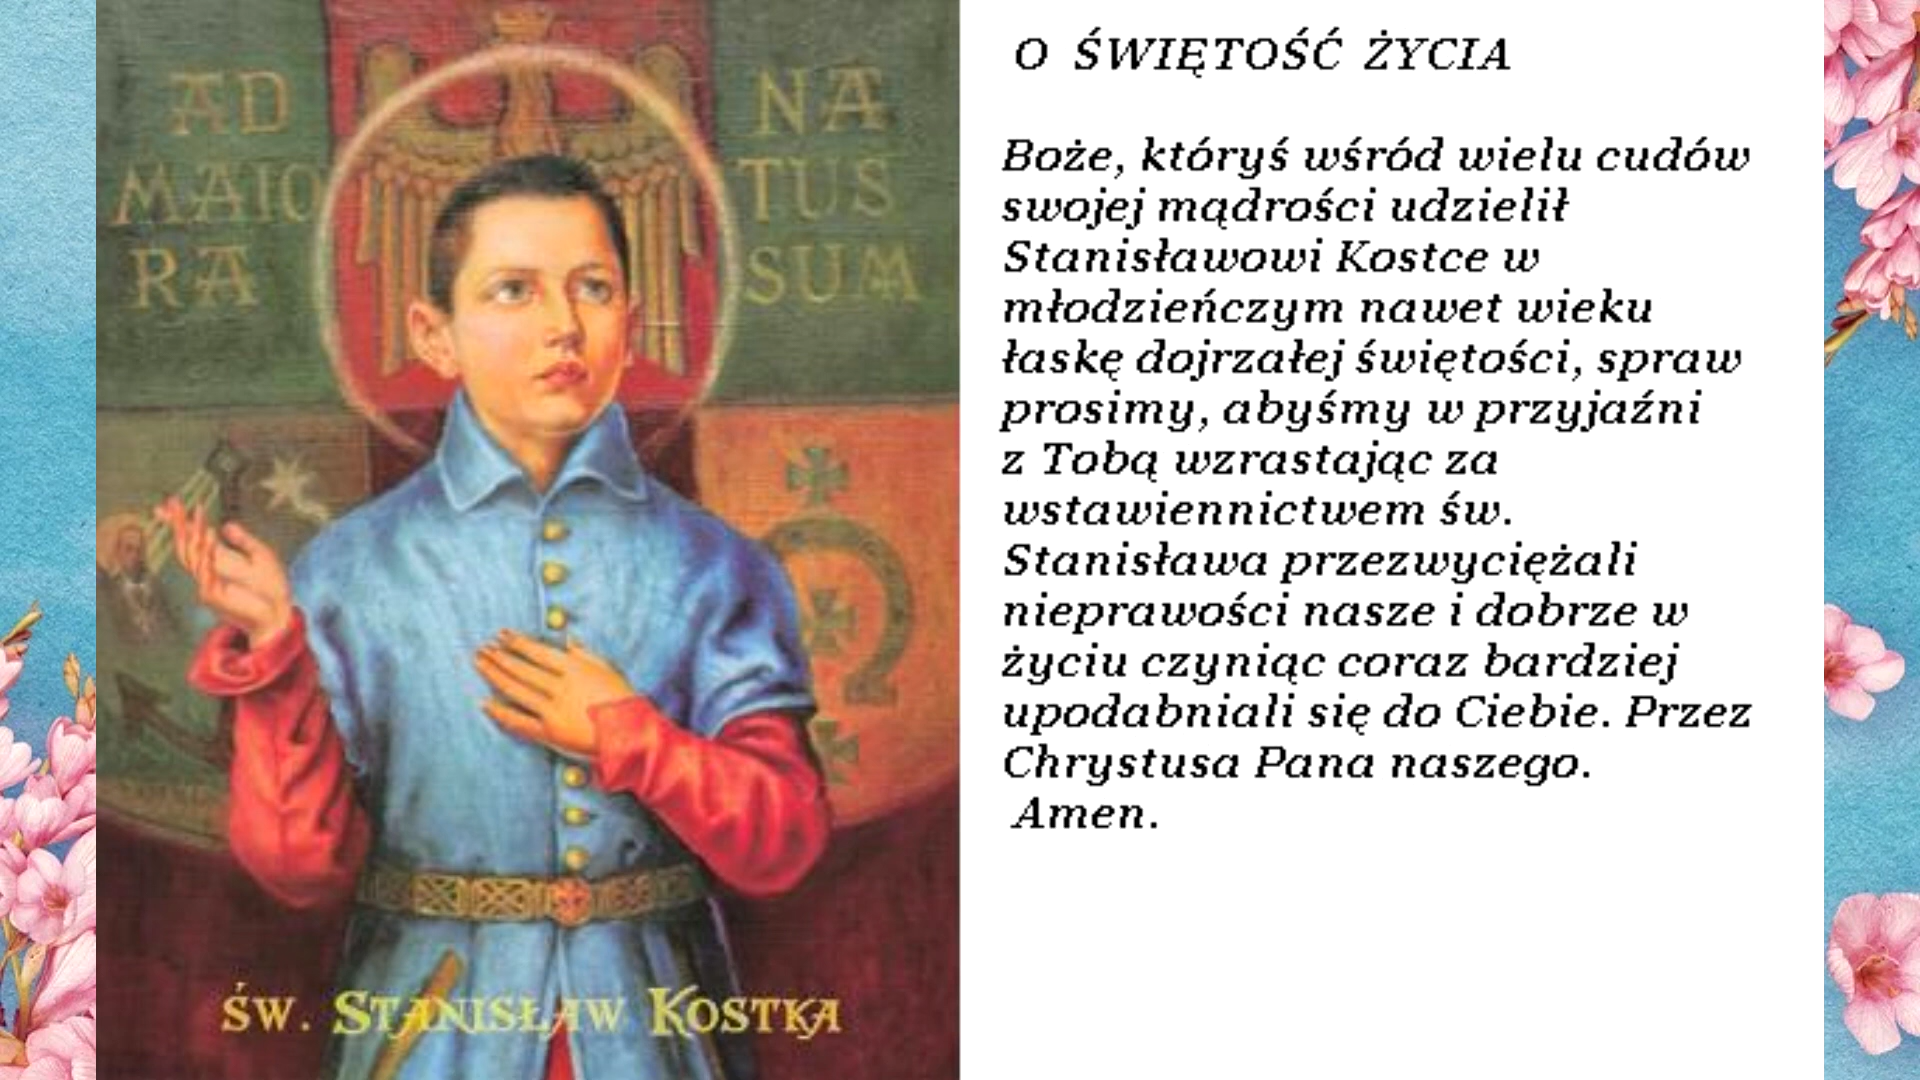 AD NA
MAIO TUS
RA SUM
ŚW. STANISŁAW KOSTKA
O ŚWIĘTOŚĆ ŻYCIA
Boże, któryś wśród wielu cudów
swojej mądrości udzielił
Stanisławowi Kostce w
młodzieńczym nawet wieku
łaskę dojrzałej świętości, spraw
prosimy, abyśmy w przyjaźni
z Tobą wzrastając za
wstawiennictwem św.
Stanisława przezwyciężali
nieprawości nasze i dobrze w
życiu czyniąc coraz bardziej
upodabniali się do Ciebie. Przez
Chrystusa Pana naszego.
Amen.